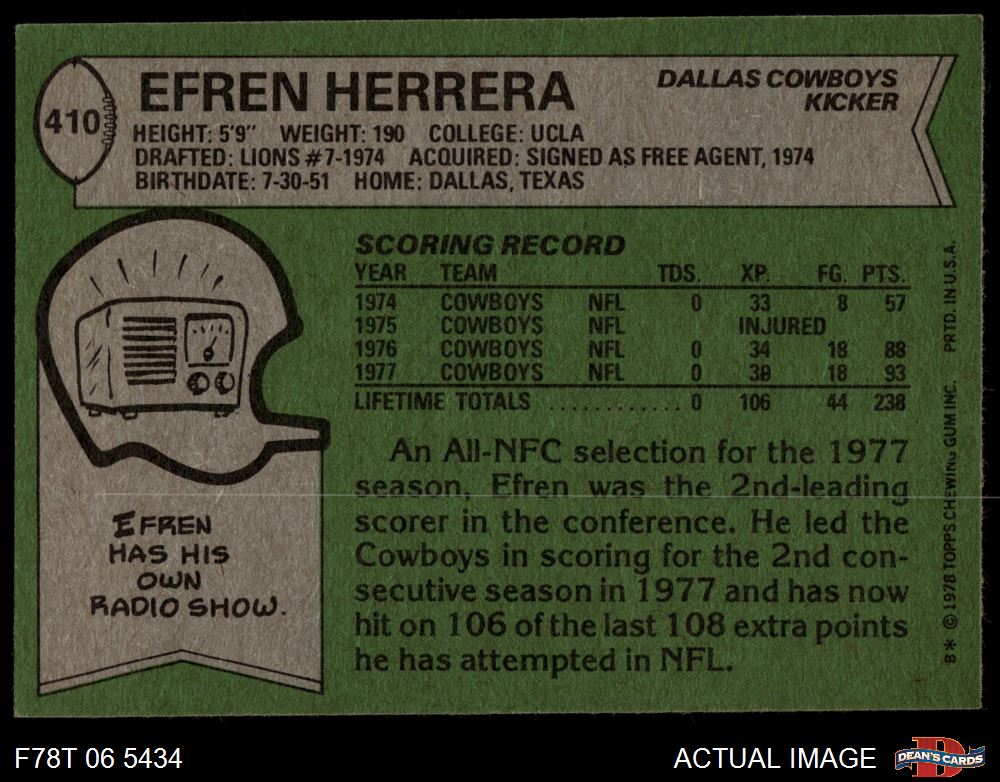 410
EFREN HERRERA
DALLAS COWBOYS
KICKER
HEIGHT: 5'9" WEIGHT: 190 COLLEGE: UCLA
DRAFTED: LIONS #7-1974 ACQUIRED: SIGNED AS FREE AGENT, 1974
BIRTHDATE: 7-30-51 HOME: DALLAS, TEXAS
SCORING RECORD
YEAR TEAM TDS. XP. FG. PTS.
1974 COWBOYS NFL 0 33 8 57
1975 COWBOYS NFL INJURED
1976 COWBOYS NFL 0 34 18 88
1977 COWBOYS NFL 0 39 18 93
LIFETIME TOTALS ............ 0 106 44 238
An All-NFC selection for the 1977
season, Efren was the 2nd-leading
scorer in the conference. He led the
Cowboys in scoring for the 2nd con-
secutive season in 1977 and has now
hit on 106 of the last 108 extra points
he has attempted in NFL.
EFREN
HAS HIS
OWN
RADIO SHOW.
B* © 1978 TOPPS CHEWING GUM INC. PRTD. IN U.S.A.
F78T 06 5434
ACTUAL IMAGE
D
DEAN'S CARDS